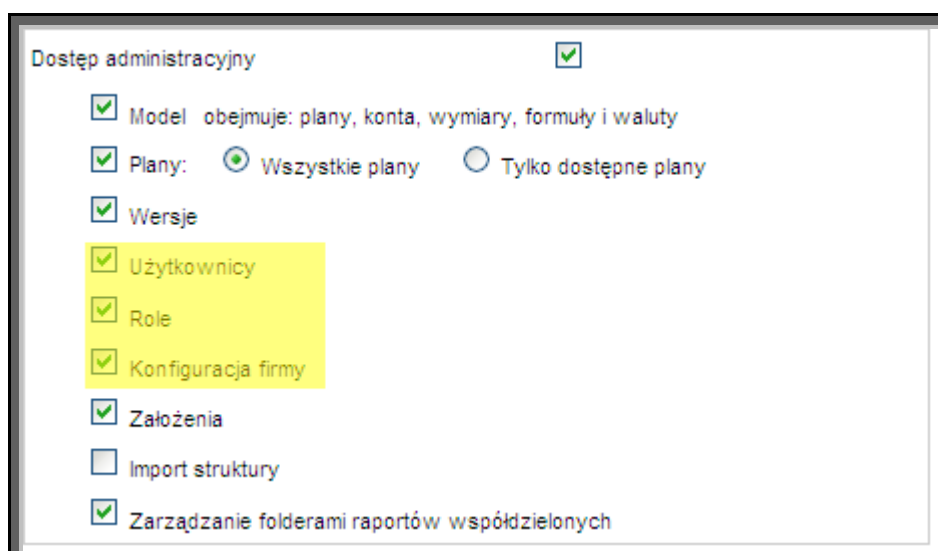 Dostęp administracyjny
Model obejmuje: plany, konta, wymiary, formuły i waluty
Plany: Wszystkie plany Tylko dostępne plany
Wersje
Użytkownicy
Role
Konfiguracja firmy
Założenia
Import struktury
Zarządzanie folderami raportów współdzielonych